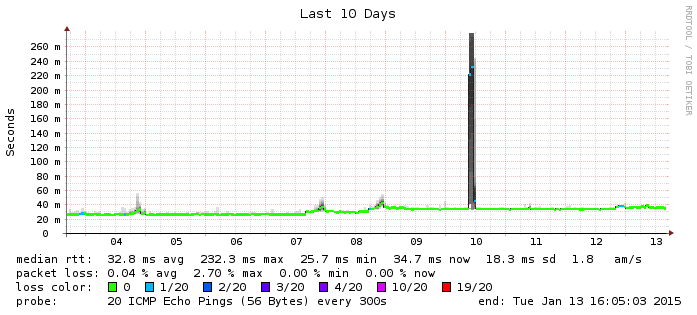 Last 10 Days
RRDTOOL / TOBI OETIKER
Seconds
260 m
240 m
220 m
200 m
180 m
160 m
140 m
120 m
100 m
80 m
60 m
40 m
20 m
0
04 05 06 07 08 09 10 11 12 13
median rtt: 32.8 ms avg 232.3 ms max 25.7 ms min 34.7 ms now 18.3 ms sd 1.8 am/s
packet loss: 0.04 % avg 2.70 % max 0.00 % min 0.00 % now
loss color: 0 1/20 2/20 3/20 4/20 10/20 19/20
probe: 20 ICMP Echo Pings (56 Bytes) every 300s end: Tue Jan 13 16:05:03 2015